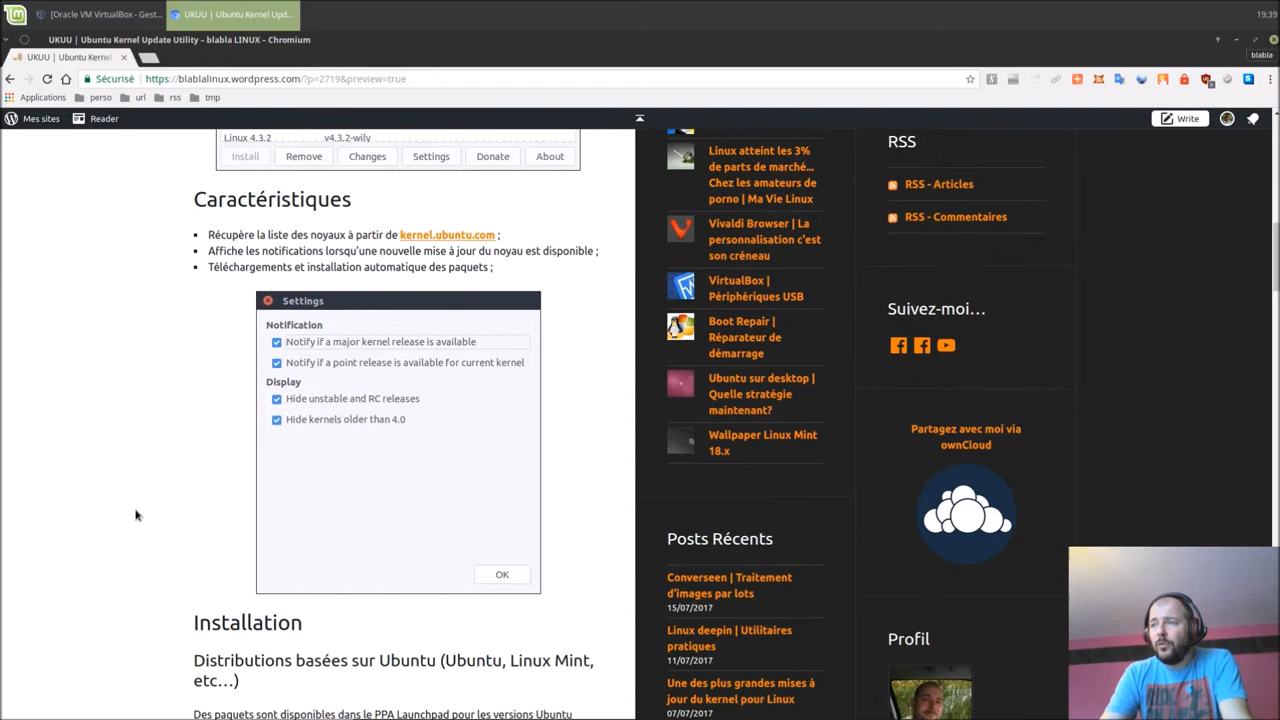 [Oracle VM VirtualBox - Gest...
UKUU | Ubuntu Kernel Upd...
19:39
UKUU | Ubuntu Kernel Update Utility – blabla LINUX – Chromium
UKUU | Ubuntu Kernel
blabla
Sécurisé
https://blablalinux.wordpress.com/?p=2719&preview=true
Applications
perso
url
rss
tmp
Mes sites
Reader
Write
Linux 4.3.2
v4.3.2-wily
Install
Remove
Changes
Settings
Donate
About
Caractéristiques
Récupère la liste des noyaux à partir de kernel.ubuntu.com ;
Affiche les notifications lorsqu'une nouvelle mise à jour du noyau est disponible ;
Téléchargements et installation automatique des paquets ;
Settings
Notification
Notify if a major kernel release is available
Notify if a point release is available for current kernel
Display
Hide unstable and RC releases
Hide kernels older than 4.0
OK
Installation
Distributions basées sur Ubuntu (Ubuntu, Linux Mint,
etc...)
Des paquets sont disponibles dans le PPA Launchpad pour les versions Ubuntu
Linux atteint les 3%
de parts de marché...
Chez les amateurs de
porno | Ma Vie Linux
Vivaldi Browser | La
personnalisation c'est
son créneau
VirtualBox |
Périphériques USB
Boot Repair |
Réparateur de
démarrage
Ubuntu sur desktop |
Quelle stratégie
maintenant?
Wallpaper Linux Mint
18.x
Posts Récents
Converseen | Traitement
d'images par lots
15/07/2017
Linux deepin | Utilitaires
pratiques
11/07/2017
Une des plus grandes mises à
jour du kernel pour Linux
07/07/2017
RSS
RSS - Articles
RSS - Commentaires
Suivez-moi...
Partagez avec moi via
ownCloud
Profil